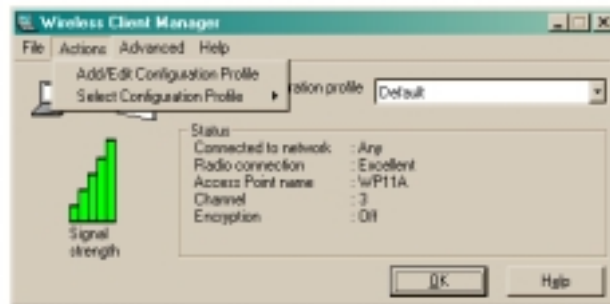 Wireless Client Manager
File Actions Advanced Help
Add/Edit Configuration Profile
Select Configuration Profile
ration profile Default
Status
Connected to network : Any
Radio connection : Excellent
Access Point name : WP11A
Channel : 3
Encryption : Off
Signal
strength
OK Help